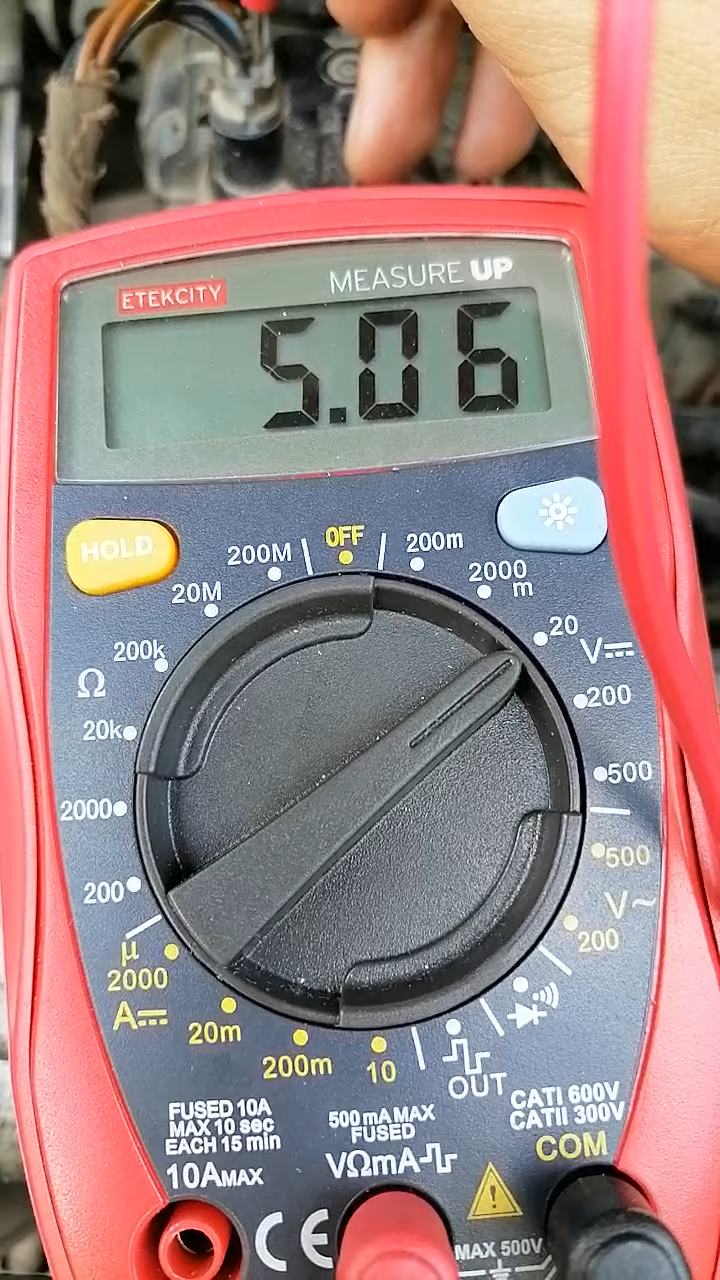 MEASURE UP
ETEKCITY
5.06
HOLD
OFF
200M
200m
20M
2000
m
200k
20
V⎓
Ω
200
20k
500
2000
500
200
V~
μ
2000
200
A⎓
20m
200m
10
OUT
FUSED 10A
MAX 10 sec
EACH 15 min
10AMAX
500mA MAX
FUSED
VΩmA
CATI 600V
CATII 300V
COM
CE
MAX 500V